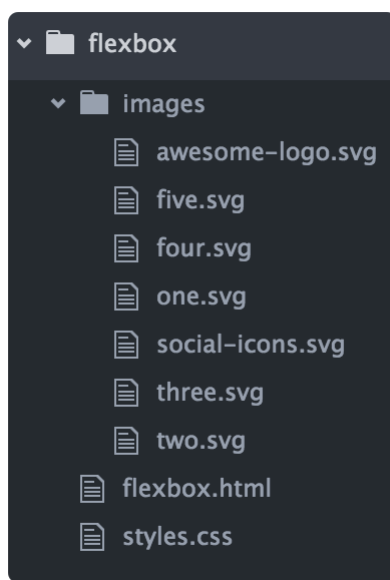 flexbox
images
awesome-logo.svg
five.svg
four.svg
one.svg
social-icons.svg
three.svg
two.svg
flexbox.html
styles.css